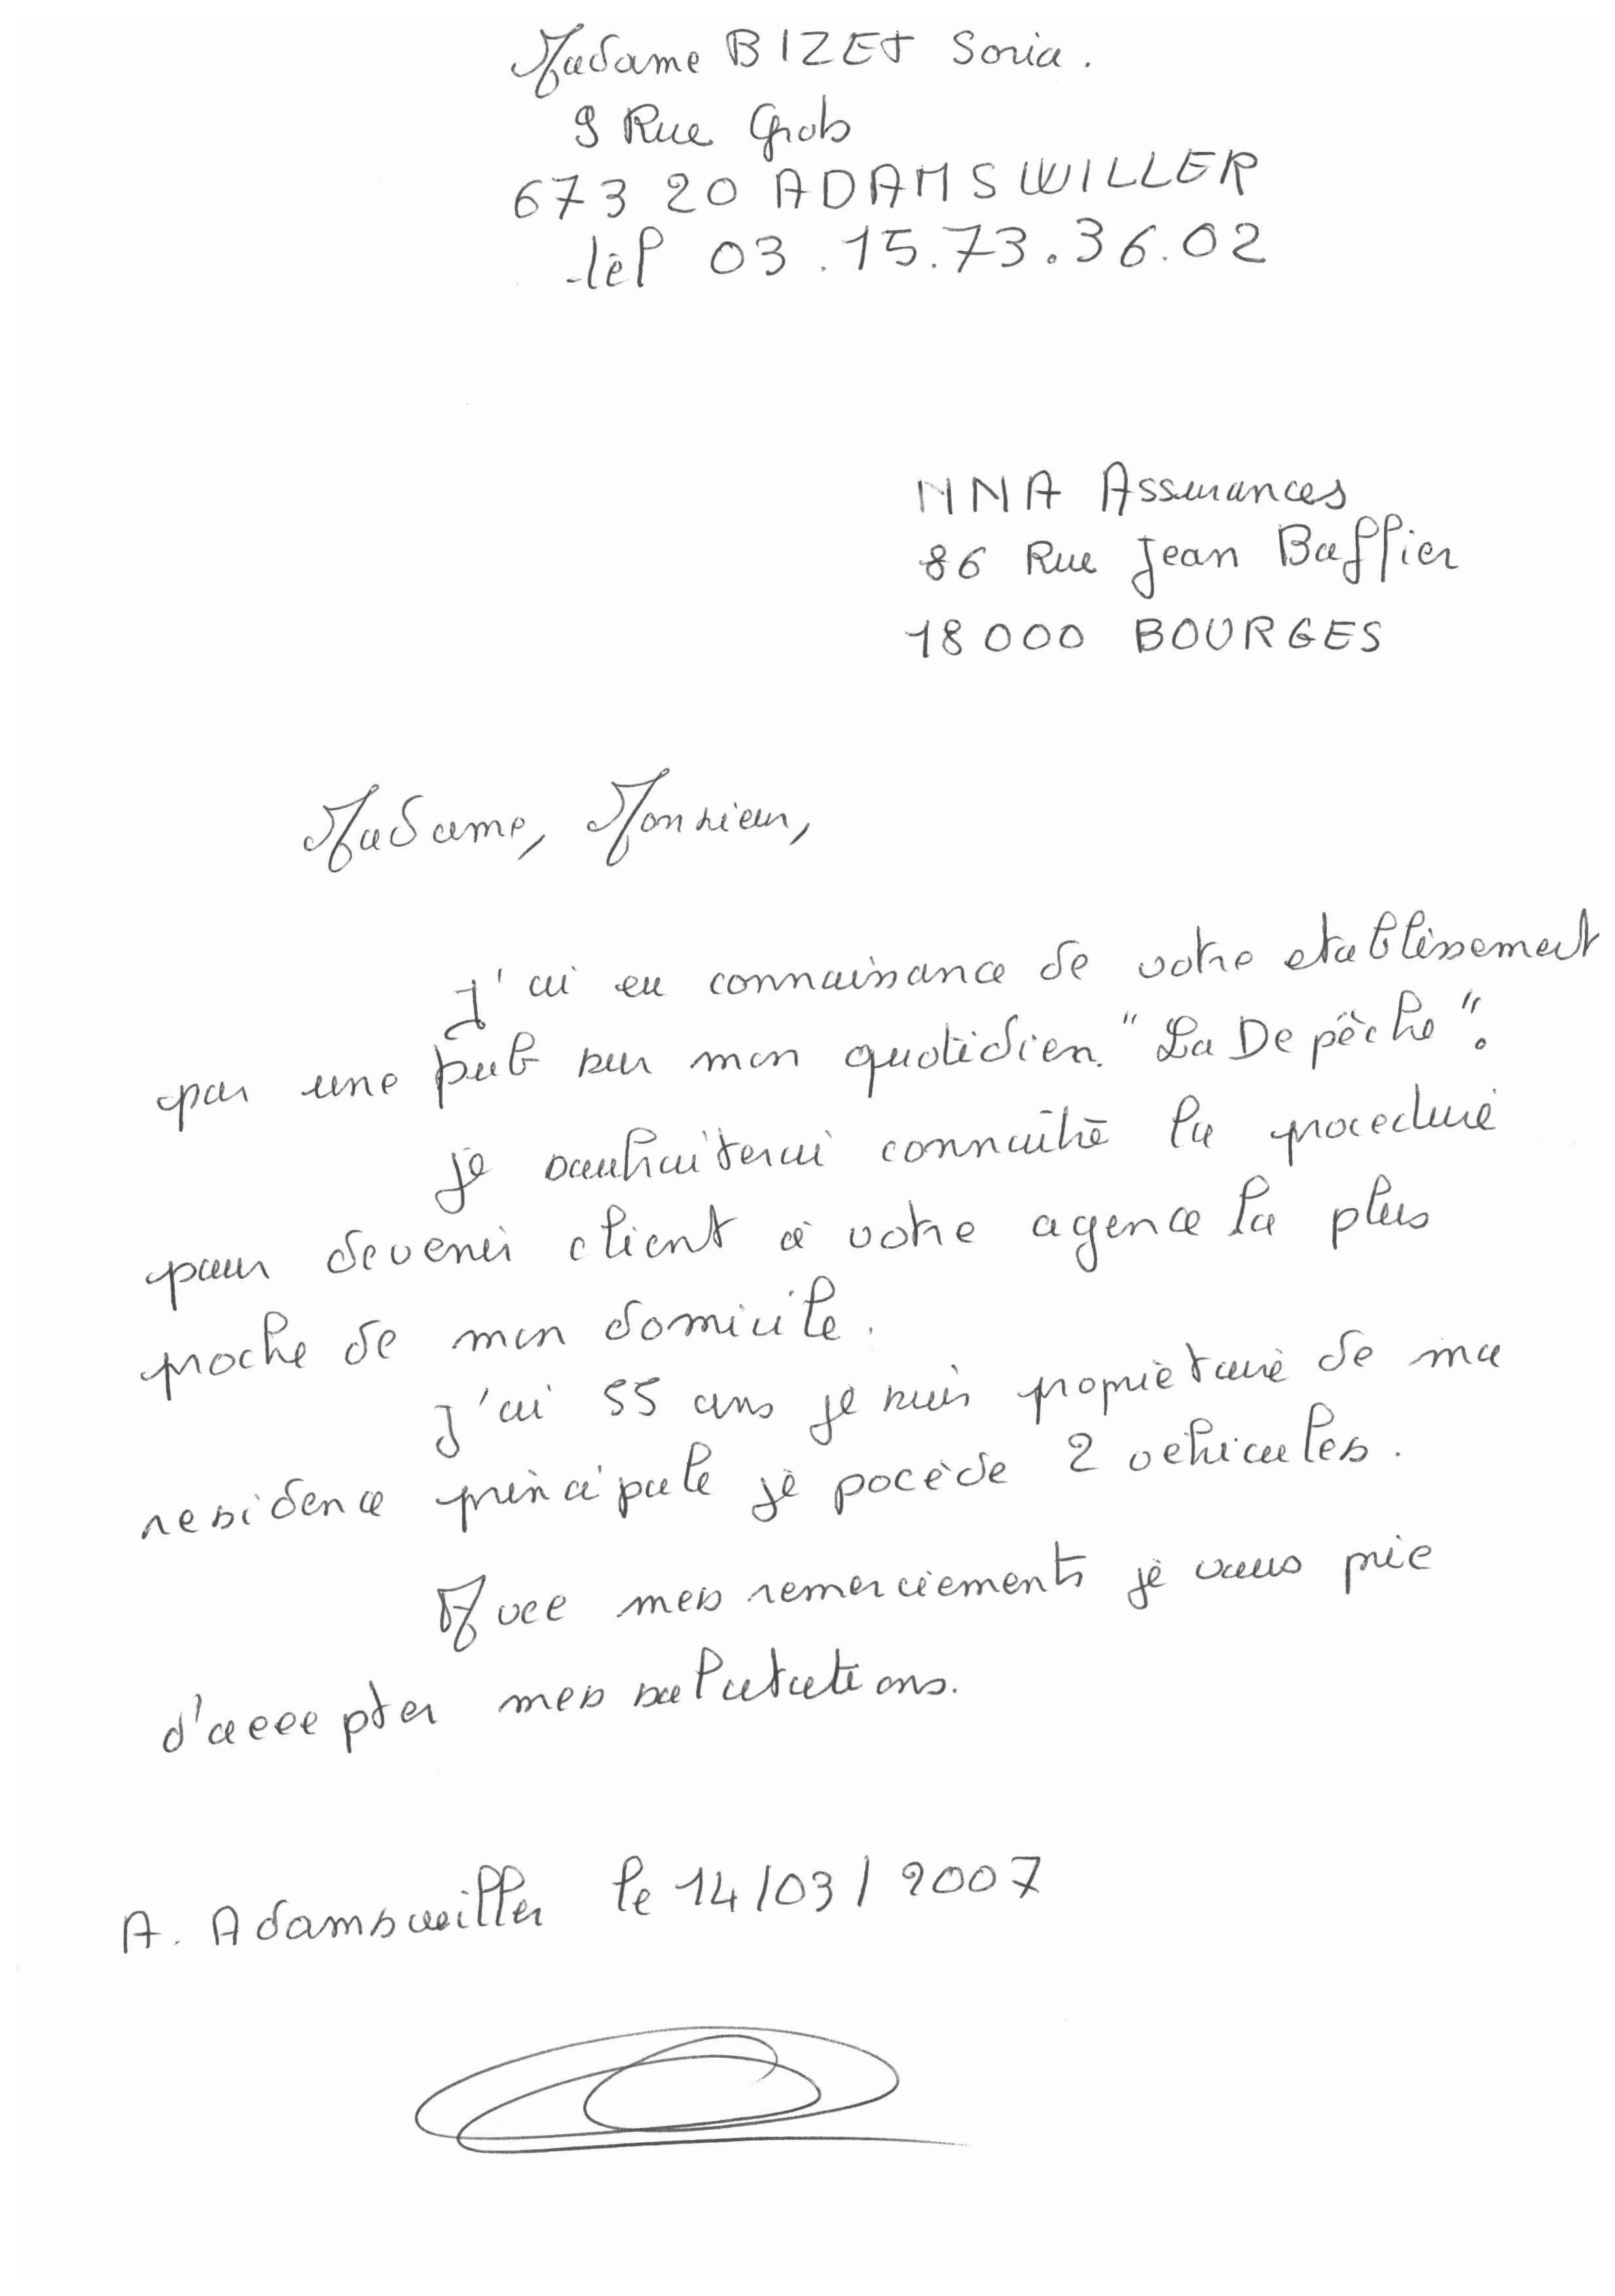 Madame BIZET Sonia.
9 Rue Grob
673 20 ADAMSWILLER
tèl 03.15.73.36.02
MNA Assurances
86 Rue Jean Baffier
18000 BOURGES
Madame, Monsieur,
J'ai eu connaissance de votre etablissement
par une pub sur mon quotidien "La Depêche".
je souhaiterai connaître la procedure
pour devenir client à votre agence la plus
proche de mon domicile.
J'ai 55 ans je suis propriètaire de ma
residence principale je pocède 2 vehicules.
Avec mes remerciements je vous prie
d'accepter mes salutations.
A. Adamswiller le 14/03/2007